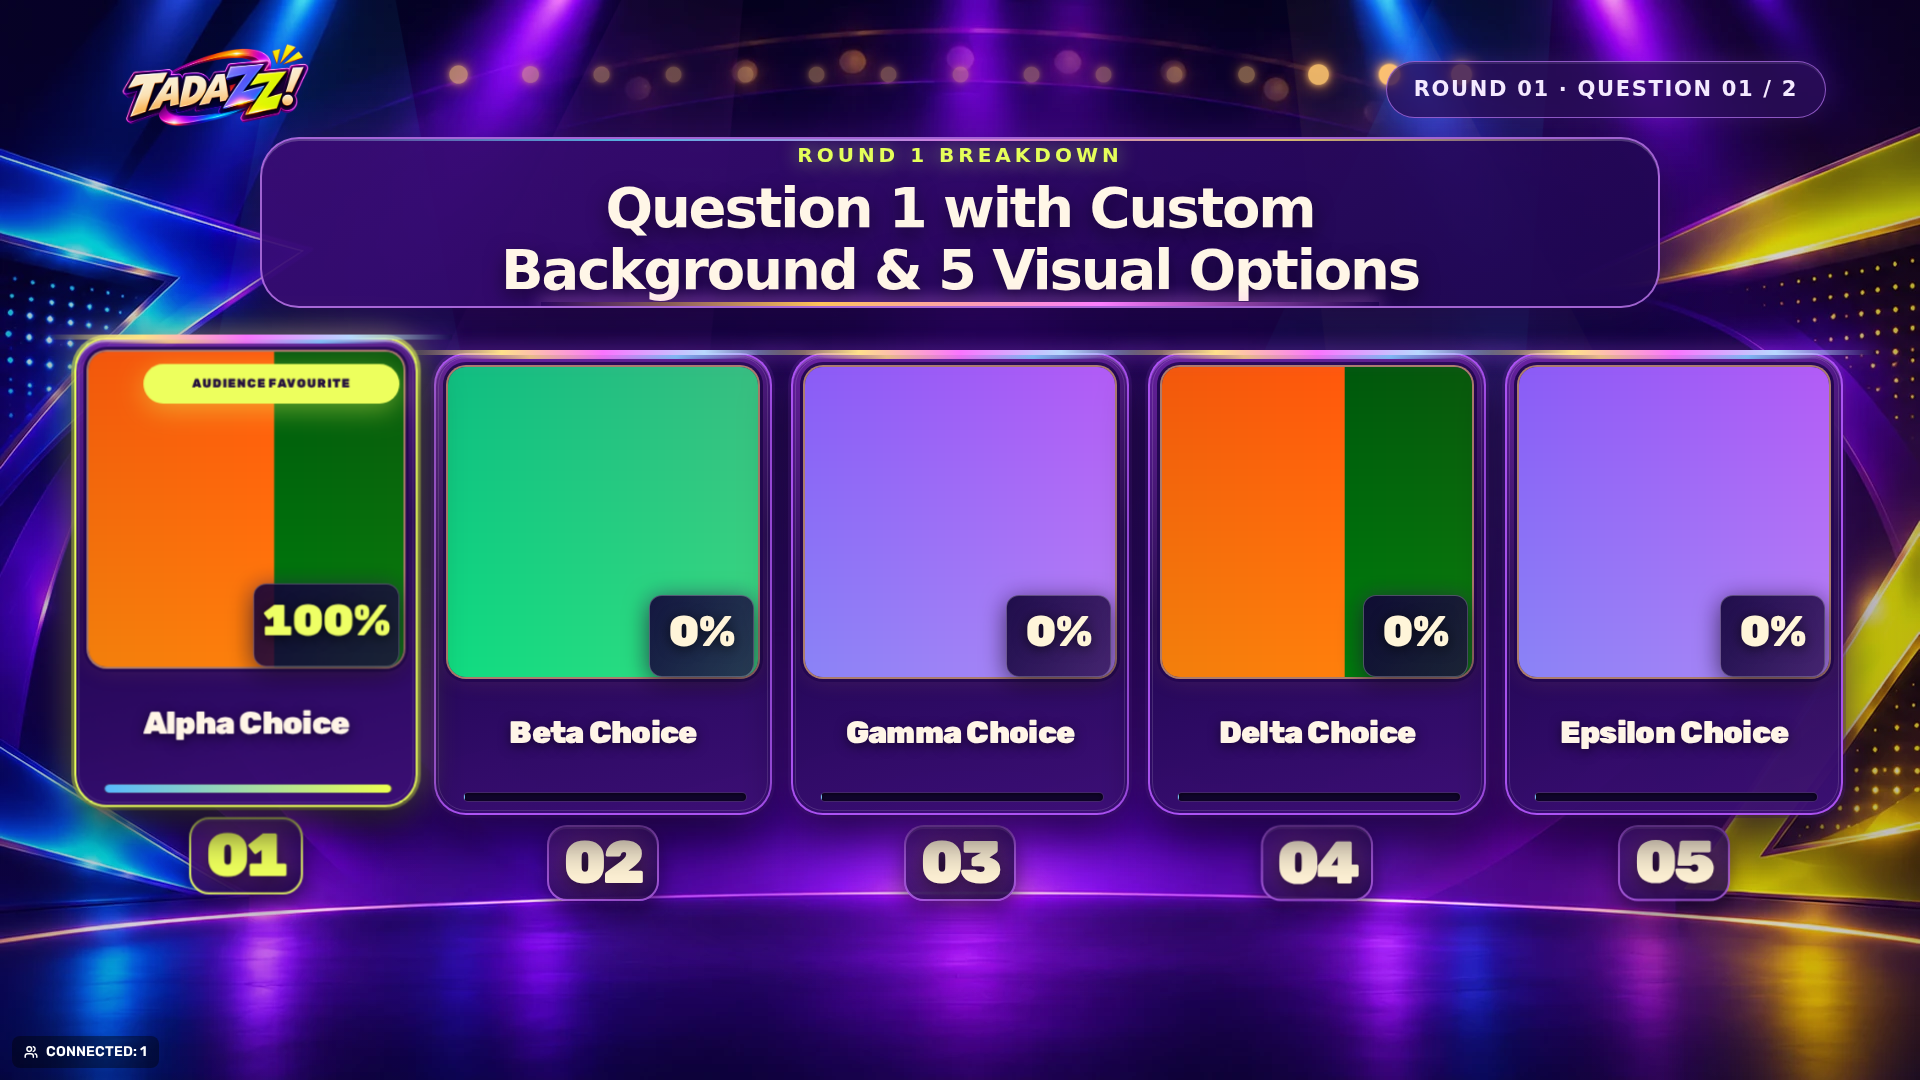 TADAZZ!
ROUND 01 · QUESTION 01 / 2
ROUND 1 BREAKDOWN
Question 1 with Custom
Background & 5 Visual Options
AUDIENCE FAVOURITE
100%
0%
0%
0%
0%
Alpha Choice
Beta Choice
Gamma Choice
Delta Choice
Epsilon Choice
01
02
03
04
05
CONNECTED: 1